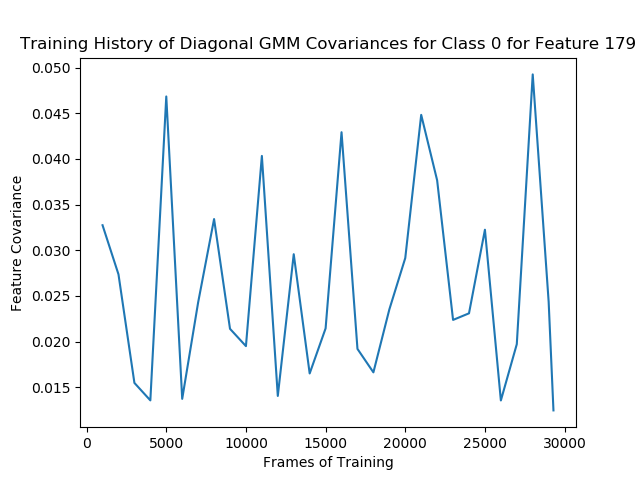 Training History of Diagonal GMM Covariances for Class 0 for Feature 179
0.050
0.045
0.040
0.035
0.030
0.025
0.020
0.015
Feature Covariance
0 5000 10000 15000 20000 25000 30000
Frames of Training